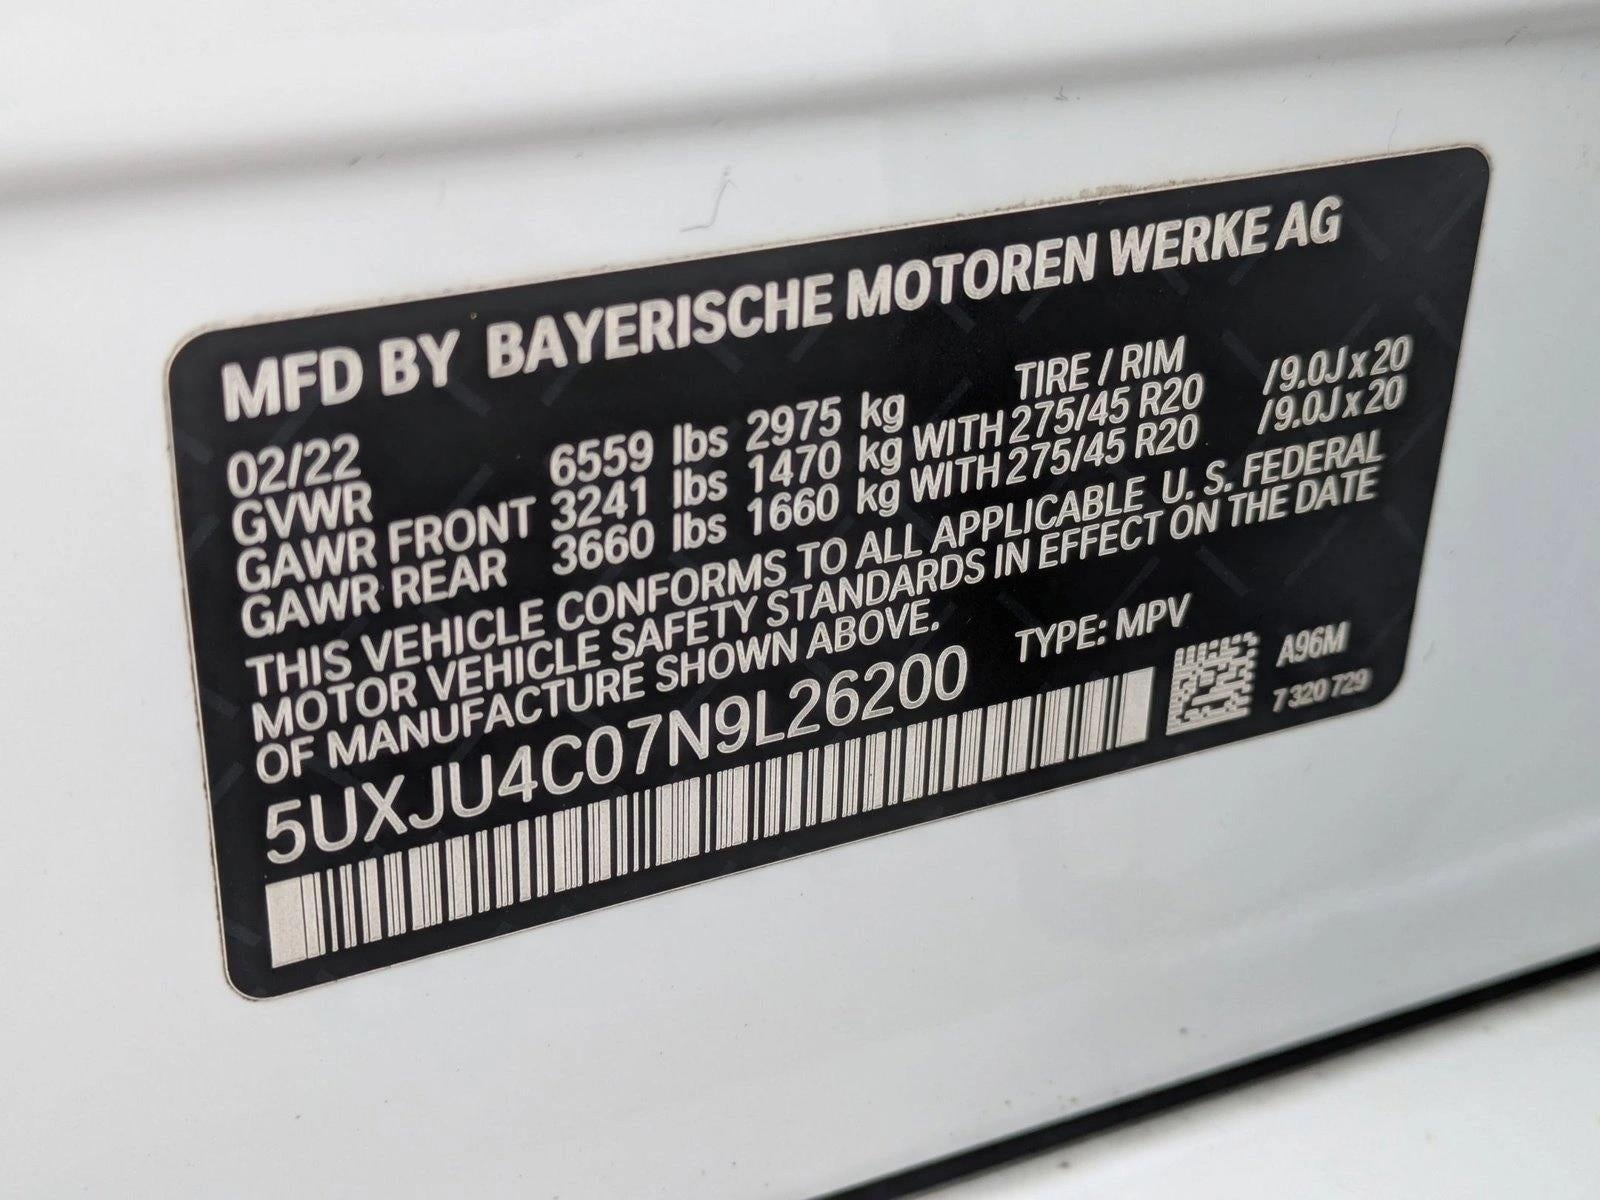 MFD BY BAYERISCHE MOTOREN WERKE AG
02/22 TIRE / RIM
GVWR 6559 lbs 2975 kg
GAWR FRONT 3241 lbs 1470 kg WITH 275/45 R20 /9.0J x 20
GAWR REAR 3660 lbs 1660 kg WITH 275/45 R20 /9.0J x 20
THIS VEHICLE CONFORMS TO ALL APPLICABLE U. S. FEDERAL
MOTOR VEHICLE SAFETY STANDARDS IN EFFECT ON THE DATE
OF MANUFACTURE SHOWN ABOVE.
TYPE: MPV
5UXJU4C07N9L26200
A96M
7 320 729